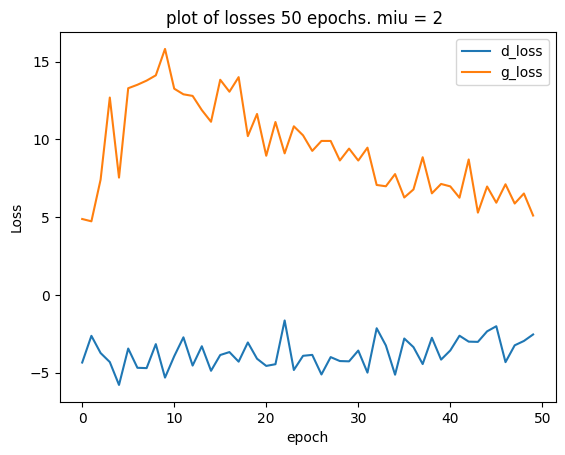 plot of losses 50 epochs. miu = 2
d_loss
g_loss
Loss
15
10
5
0
−5
0 10 20 30 40 50
epoch